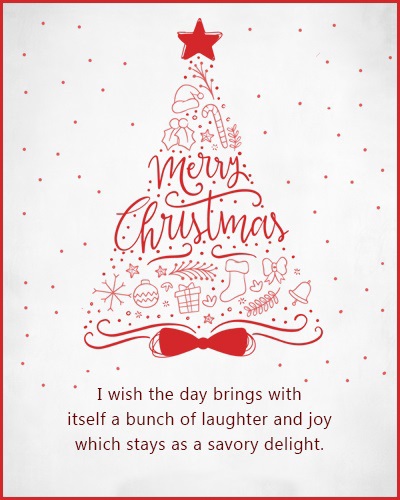 Merry
Christmas
I wish the day brings with
itself a bunch of laughter and joy
which stays as a savory delight.